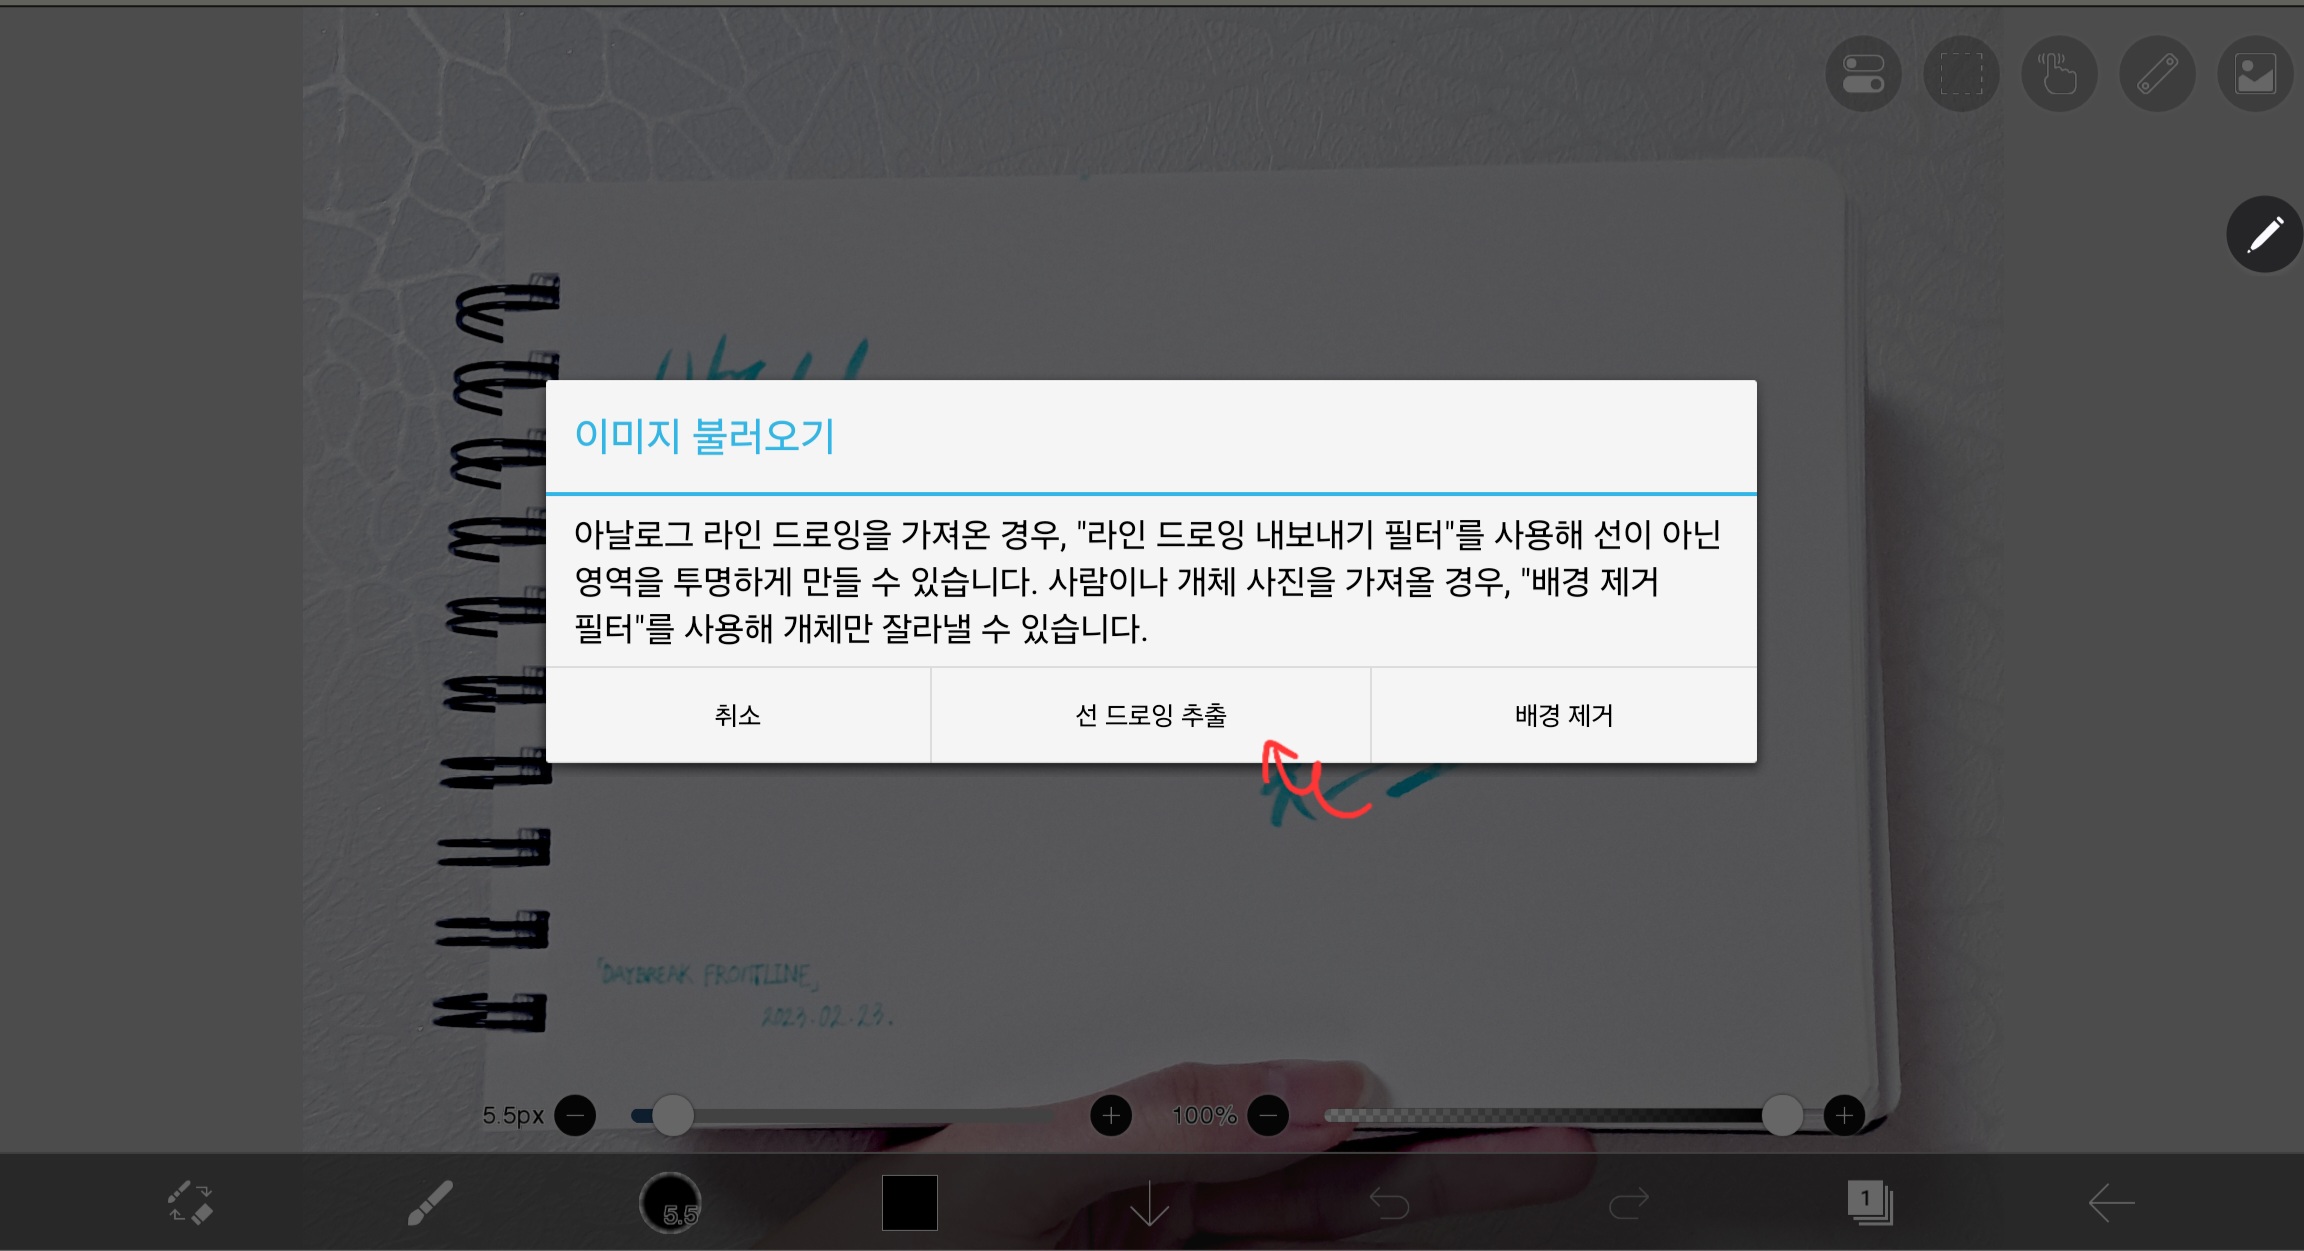 이미지 불러오기
아날로그 라인 드로잉을 가져온 경우, "라인 드로잉 내보내기 필터"를 사용해 선이 아닌
영역을 투명하게 만들 수 있습니다. 사람이나 개체 사진을 가져올 경우, "배경 제거
필터"를 사용해 개체만 잘라낼 수 있습니다.
취소 선 드로잉 추출 배경 제거
「DAYBREAK FRONTLINE」
2023.02.23.
5.5px 100%
5.5 1